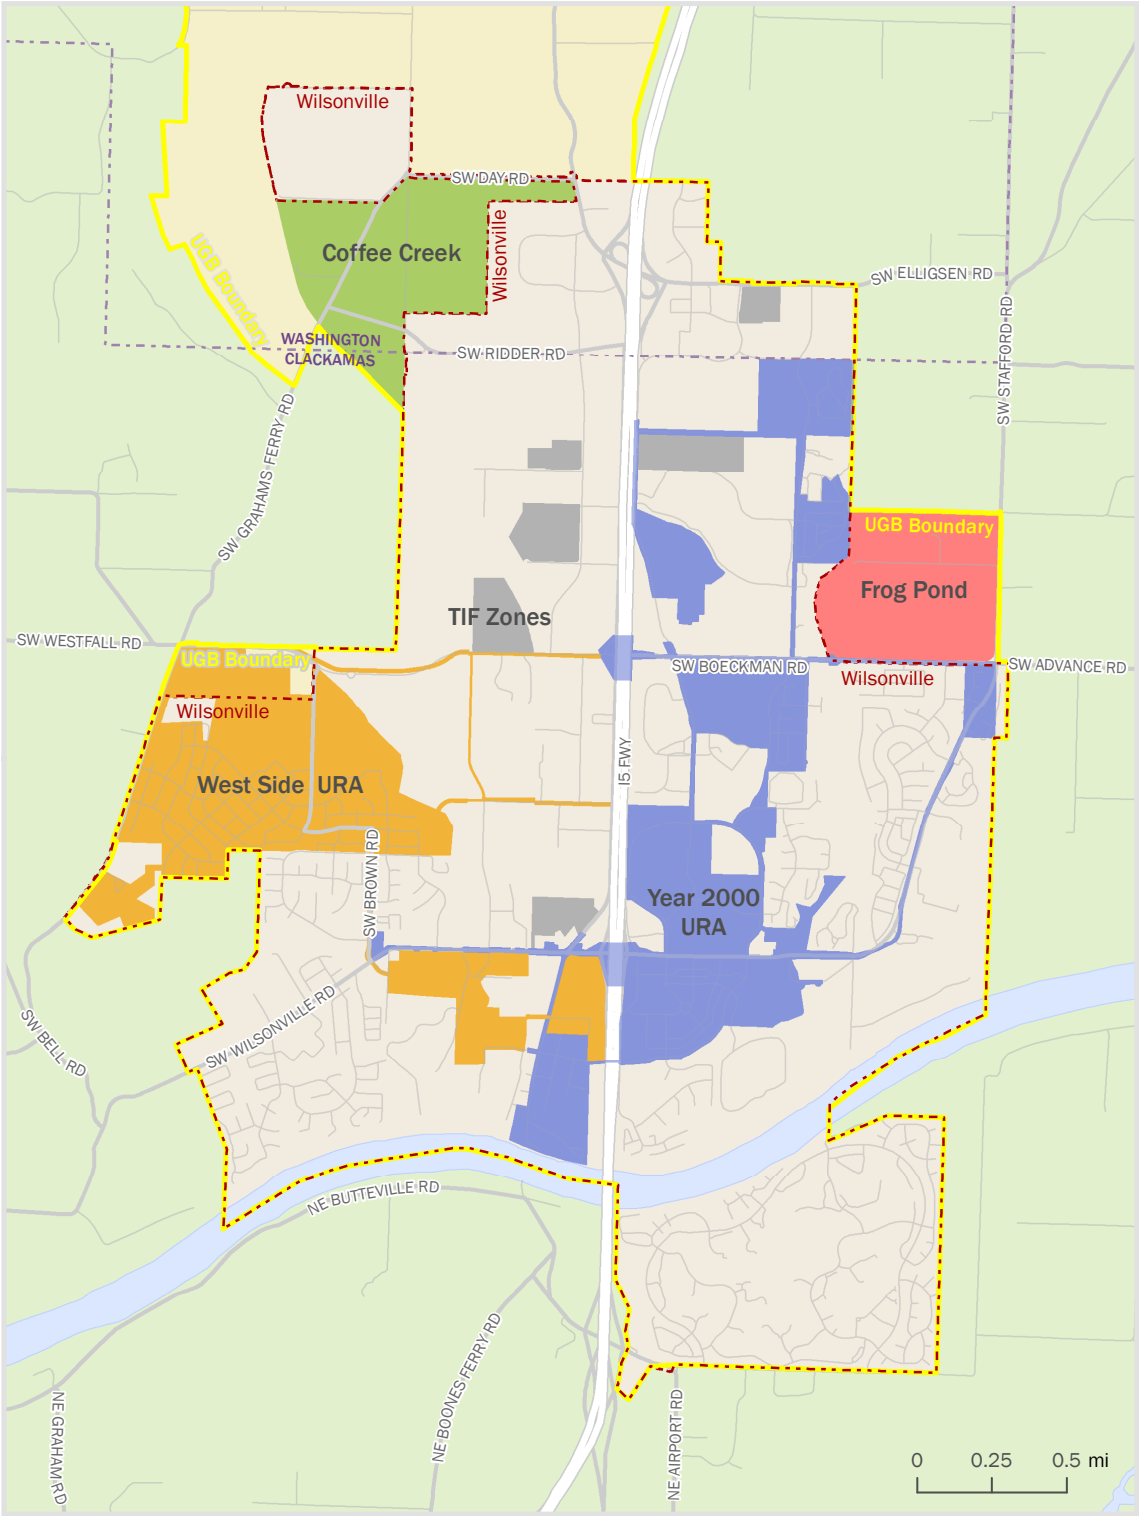 Wilsonville
SW DAY RD
Coffee Creek
Wilsonville
UGB Boundary
SW ELLIGSEN RD
WASHINGTON
CLACKAMAS
SW RIDDER RD
SW STAFFORD RD
SW GRAHAMS FERRY RD
UGB Boundary
Frog Pond
TIF Zones
SW WESTFALL RD
UGB Boundary
SW BOECKMAN RD
SW ADVANCE RD
Wilsonville
Wilsonville
I5 FWY
West Side URA
SW BROWN RD
Year 2000
URA
SW BELL RD
SW WILSONVILLE RD
NE BUTTEVILLE RD
NE BOONES FERRY RD
NE GRAHAM RD
NE AIRPORT RD
0 0.25 0.5 mi